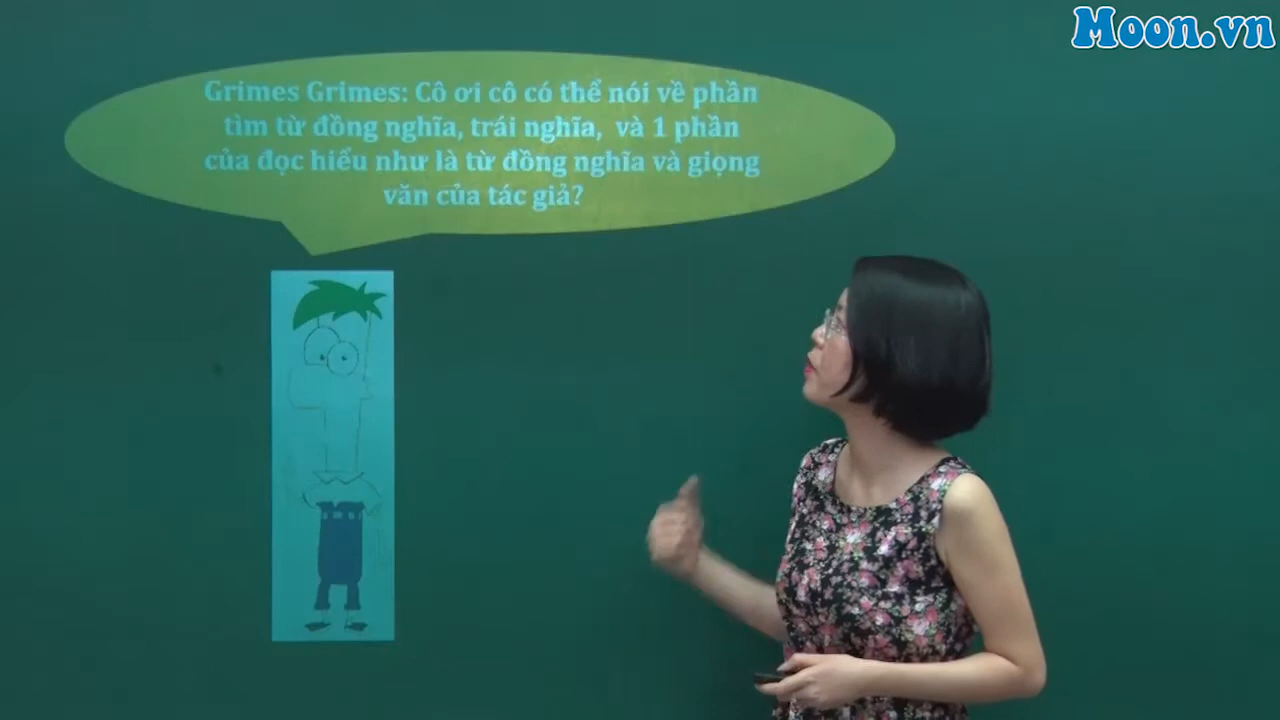 Moon.vn
Grimes Grimes: Cô ơi cô có thể nói về phần
tìm từ đồng nghĩa, trái nghĩa, và 1 phần
của đọc hiểu như là từ đồng nghĩa và giọng
văn của tác giả?